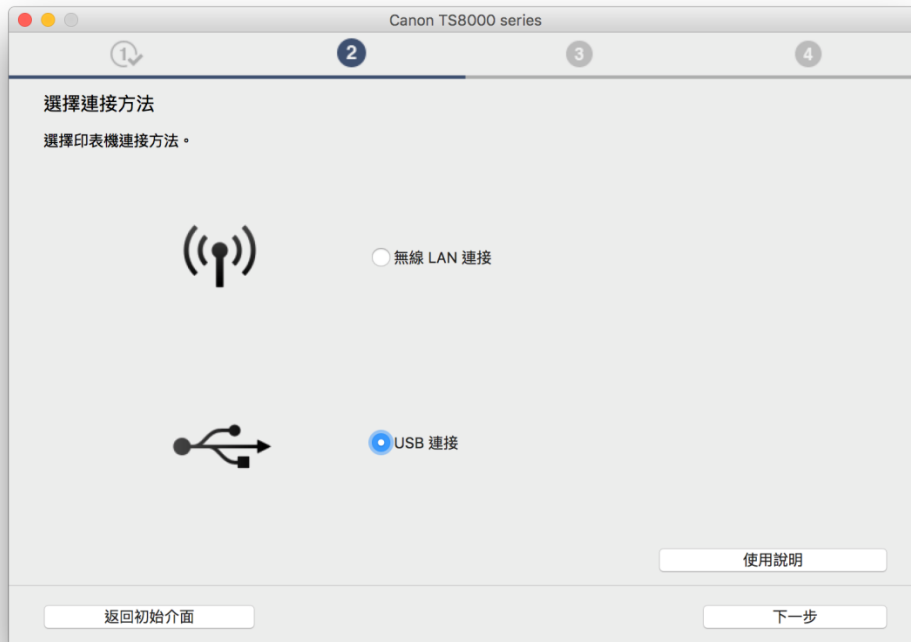 Canon TS8000 series
1
2
3
4
選擇連接方法
選擇印表機連接方法。
無線 LAN 連接
USB 連接
使用說明
返回初始介面
下一步